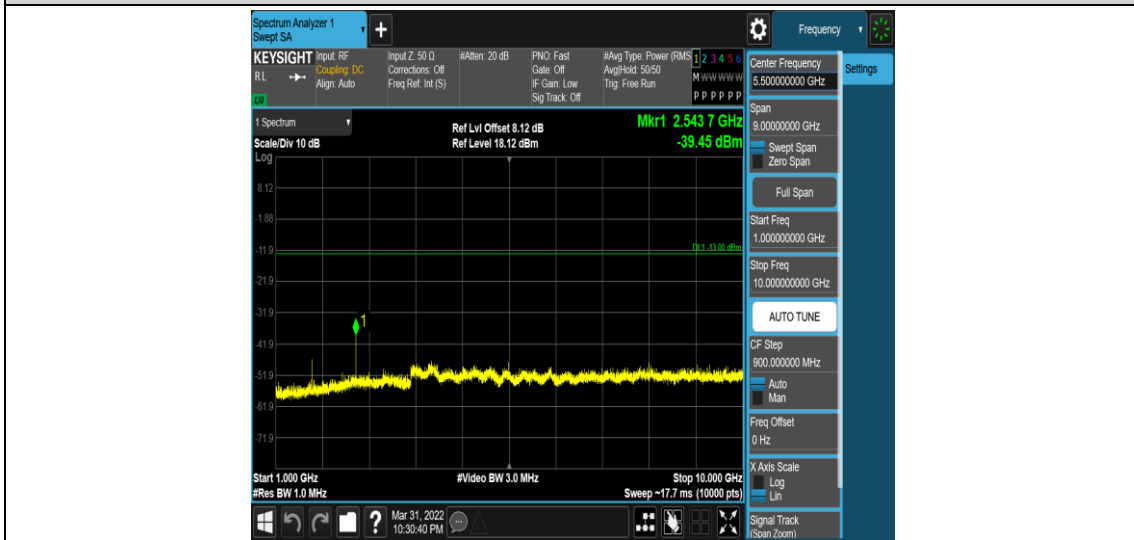 Spectrum Analyzer 1
Swept SA
+
Frequency
KEYSIGHT
RL
LXI
Input: RF
Coupling: DC
Align: Auto
Input Z: 50 Ω
Corrections: Off
Freq Ref: Int (S)
#Atten: 20 dB
PNO: Fast
Gate: Off
IF Gain: Low
Sig Track: Off
#Avg Type: Power (RMS
Avg|Hold: 50/50
Trig: Free Run
1 2 3 4 5 6
M W W W W W
P P P P P P
1 Spectrum
Scale/Div 10 dB
Log
Ref Lvl Offset 8.12 dB
Ref Level 18.12 dBm
Mkr1 2.543 7 GHz
-39.45 dBm
8.12
-1.88
-11.9
DL1 -13.00 dBm
-21.9
-31.9
1
-41.9
-51.9
-61.9
-71.9
Start 1.000 GHz
#Res BW 1.0 MHz
#Video BW 3.0 MHz
Stop 10.000 GHz
Sweep ~17.7 ms (10000 pts)
?
Mar 31, 2022
10:30:40 PM
Center Frequency
5.500000000 GHz
Settings
Span
9.00000000 GHz
Swept Span
Zero Span
Full Span
Start Freq
1.000000000 GHz
Stop Freq
10.000000000 GHz
AUTO TUNE
CF Step
900.000000 MHz
Auto
Man
Freq Offset
0 Hz
X Axis Scale
Log
Lin
Signal Track
(Span Zoom)